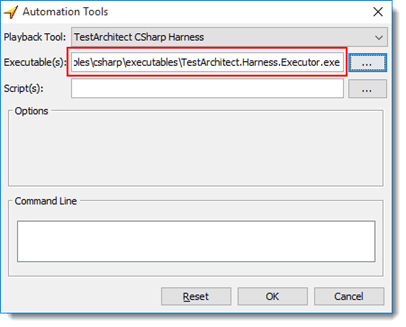 Automation Tools
Playback Tool: TestArchitect CSharp Harness
Executable(s): ples\csharp\executables\TestArchitect.Harness.Executor.exe ...
Script(s): ...
Options
Command Line
Reset OK Cancel